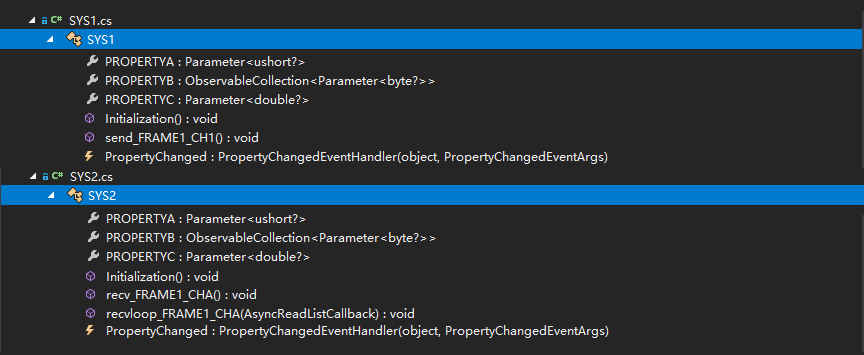 C# SYS1.cs
SYS1
PROPERTYA : Parameter<ushort?>
PROPERTYB : ObservableCollection<Parameter<byte?>>
PROPERTYC : Parameter<double?>
Initialization() : void
send_FRAME1_CH1() : void
PropertyChanged : PropertyChangedEventHandler(object, PropertyChangedEventArgs)
C# SYS2.cs
SYS2
PROPERTYA : Parameter<ushort?>
PROPERTYB : ObservableCollection<Parameter<byte?>>
PROPERTYC : Parameter<double?>
Initialization() : void
recv_FRAME1_CHA() : void
recvloop_FRAME1_CHA(AsyncReadListCallback) : void
PropertyChanged : PropertyChangedEventHandler(object, PropertyChangedEventArgs)